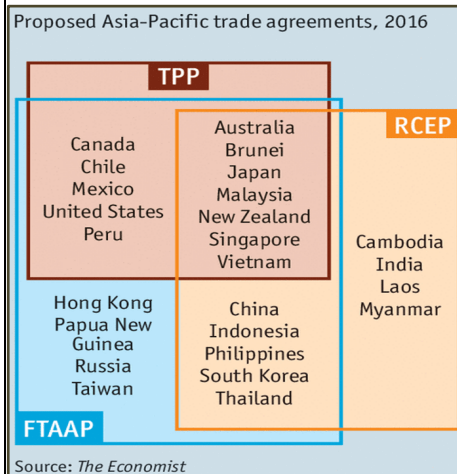 Proposed Asia-Pacific trade agreements, 2016
TPP
RCEP
Canada
Chile
Mexico
United States
Peru
Australia
Brunei
Japan
Malaysia
New Zealand
Singapore
Vietnam
Cambodia
India
Laos
Myanmar
Hong Kong
Papua New
Guinea
Russia
Taiwan
China
Indonesia
Philippines
South Korea
Thailand
FTAAP
Source: The Economist